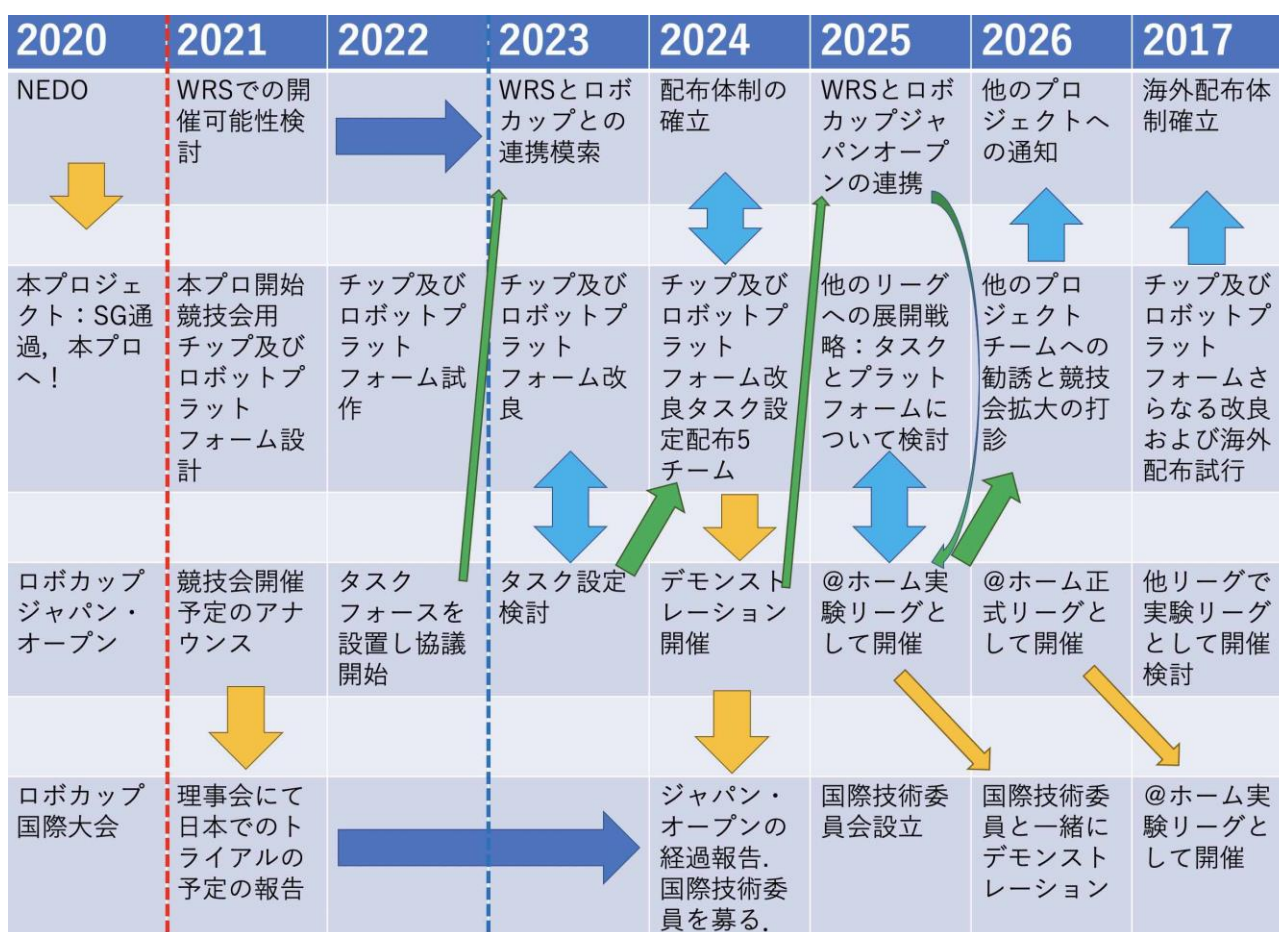 2020
2021
2022
2023
2024
2025
2026
2017
NEDO
WRSでの開
催可能性検
討
WRSとロボ
カップとの
連携模索
配布体制の
確立
WRSとロボ
カップジャ
パンオープ
ンの連携
他のプロ
ジェクトへ
の通知
海外配布体
制確立
本プロジェ
クト：SG通
過，本プロ
へ！
本プロ開始
競技会用
チップ及び
ロボットプ
ラット
フォーム設
計
チップ及び
ロボットプ
ラット
フォーム試
作
チップ及び
ロボットプ
ラット
フォーム改
良
チップ及び
ロボットプ
ラット
フォーム改
良タスク設
定配布5
チーム
他のリーグ
への展開戦
略：タスク
とプラット
フォームに
ついて検討
他のプロ
ジェクト
チームへの
勧誘と競技
会拡大の打
診
チップ及び
ロボットプ
ラット
フォームさ
らなる改良
および海外
配布試行
ロボカップ
ジャパン・
オープン
競技会開催
予定のアナ
ウンス
タスク
フォースを
設置し協議
開始
タスク設定
検討
デモンスト
レーション
開催
@ホーム実
験リーグと
して開催
@ホーム正
式リーグと
して開催
他リーグで
実験リーグ
として開催
検討
ロボカップ
国際大会
理事会にて
日本でのト
ライアルの
予定の報告
ジャパン・
オープンの
経過報告．
国際技術委
員を募る．
国際技術委
員会設立
国際技術委
員と一緒に
デモンスト
レーション
@ホーム実
験リーグと
して開催